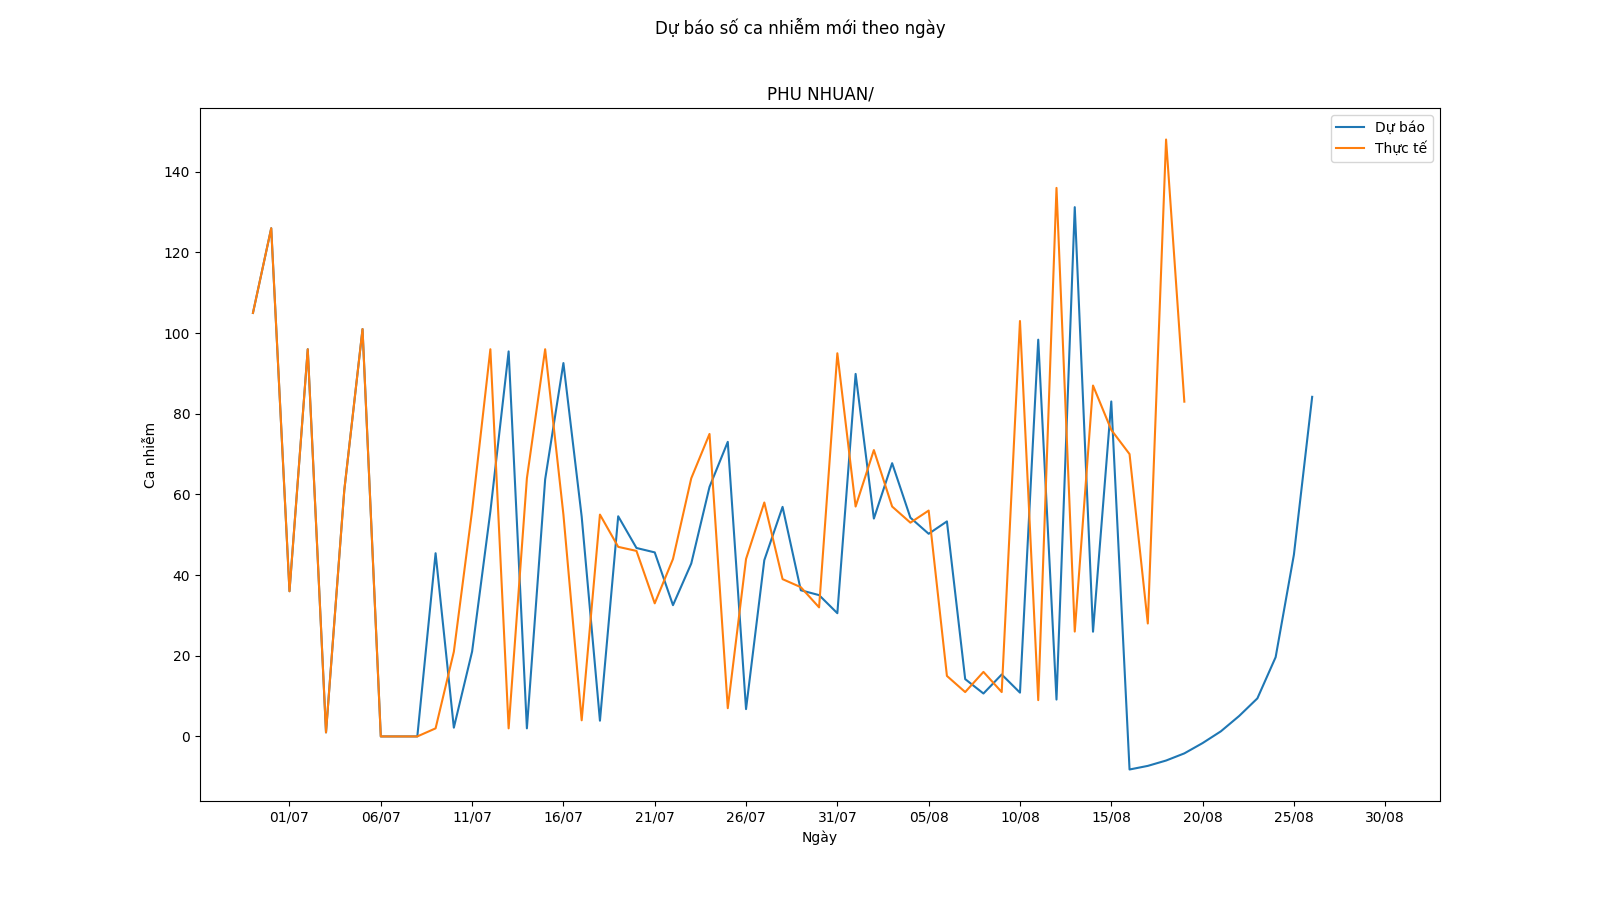 Dự báo số ca nhiễm mới theo ngày
PHU NHUAN/
Dự báo
Thực tế
140
120
100
80
60
40
20
0
Ca nhiễm
01/07 06/07 11/07 16/07 21/07 26/07 31/07 05/08 10/08 15/08 20/08 25/08 30/08
Ngày